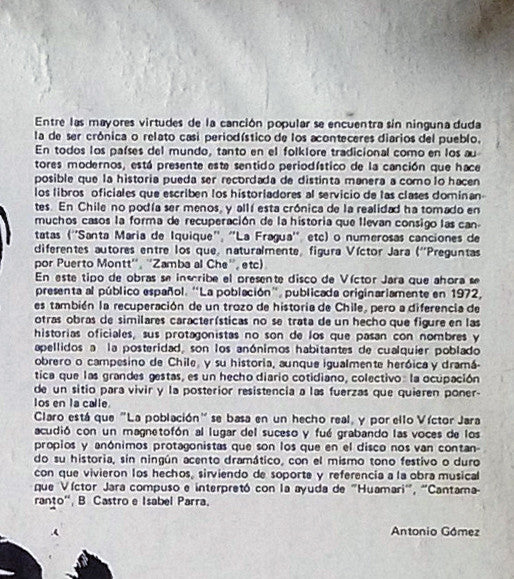 Entre las mayores virtudes de la canción popular se encuentra sin ninguna duda
la de ser crónica o relato casi periodístico de los aconteceres diarios del pueblo.
En todos los países del mundo, tanto en el folklore tradicional como en los au-
tores modernos, está presente este sentido periodístico de la canción que hace
posible que la historia pueda ser recordada de distinta manera a como lo hacen
los libros oficiales que escriben los historiadores al servicio de las clases dominan-
tes. En Chile no podía ser menos, y allí esta crónica de la realidad ha tomado en
muchos casos la forma de recuperación de la historia que llevan consigo las can-
tatas ("Santa Maria de Iquique", "La Fragua", etc) o numerosas canciones de
diferentes autores entre los que, naturalmente, figura Víctor Jara ("Preguntas
por Puerto Montt", "Zamba al Che", etc).
En este tipo de obras se inscribe el presente disco de Víctor Jara que ahora se
presenta al público español. "La población", publicada originariamente en 1972,
es también la recuperación de un trozo de historia de Chile, pero a diferencia de
otras obras de similares características no se trata de un hecho que figure en las
historias oficiales, sus protagonistas no son de los que pasan con nombres y
apellidos a la posteridad, son los anónimos habitantes de cualquier poblado
obrero o campesino de Chile, y su historia, aunque igualmente heróica y dramá-
tica que las grandes gestas, es un hecho diario cotidiano, colectivo: la ocupación
de un sitio para vivir y la posterior resistencia a las fuerzas que quieren poner-
los en la calle.
Claro está que "La población" se basa en un hecho real, y por ello Víctor Jara
acudió con un magnetofón al lugar del suceso y fué grabando las voces de los
propios y anónimos protagonistas que son los que en el disco nos van contan-
do su historia, sin ningún acento dramático, con el mismo tono festivo o duro
con que vivieron los hechos, sirviendo de soporte y referencia a la obra musical
que Víctor Jara compuso e interpretó con la ayuda de "Huamari", "Cantama-
ranto", B. Castro e Isabel Parra.
Antonio Gómez